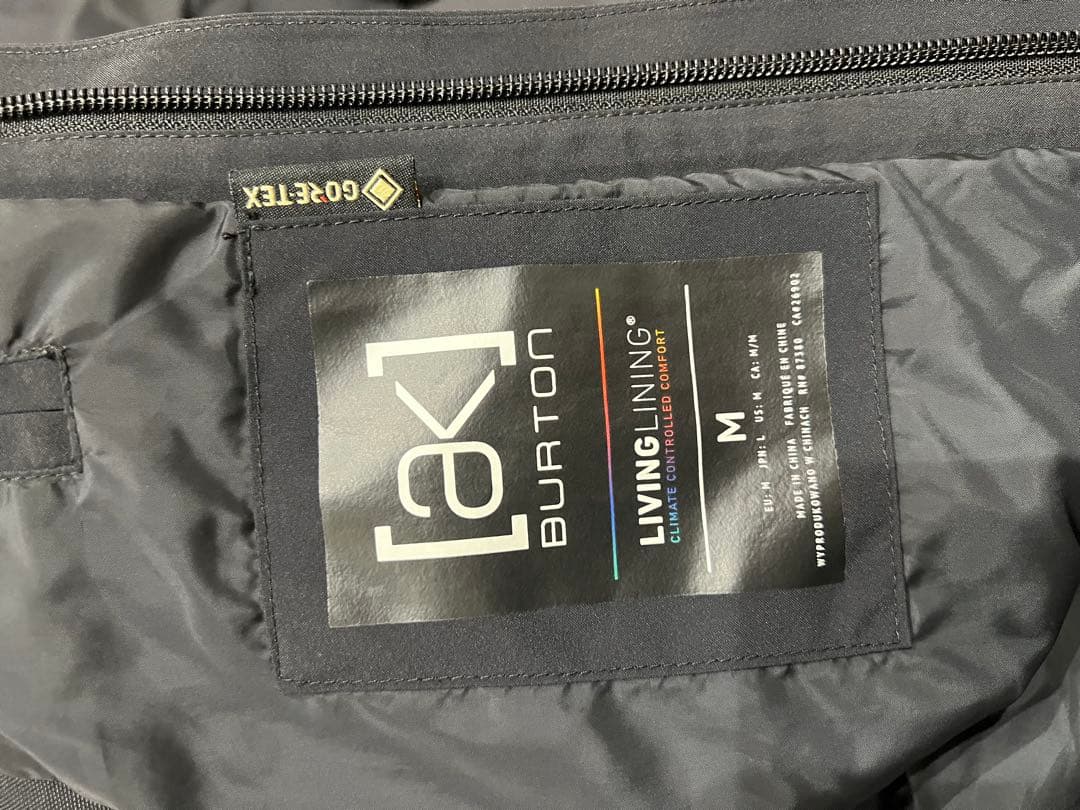 GORE-TEX
[ak]
BURTON
LIVINGLINING®
CLIMATE CONTROLLED COMFORT
M
EU: M JPN: L US: M CA: M/M
MADE IN CHINA FABRIQUÉ EN CHINE
WYPRODUKOWANO W CHINACH RN# 87380 CA#26902